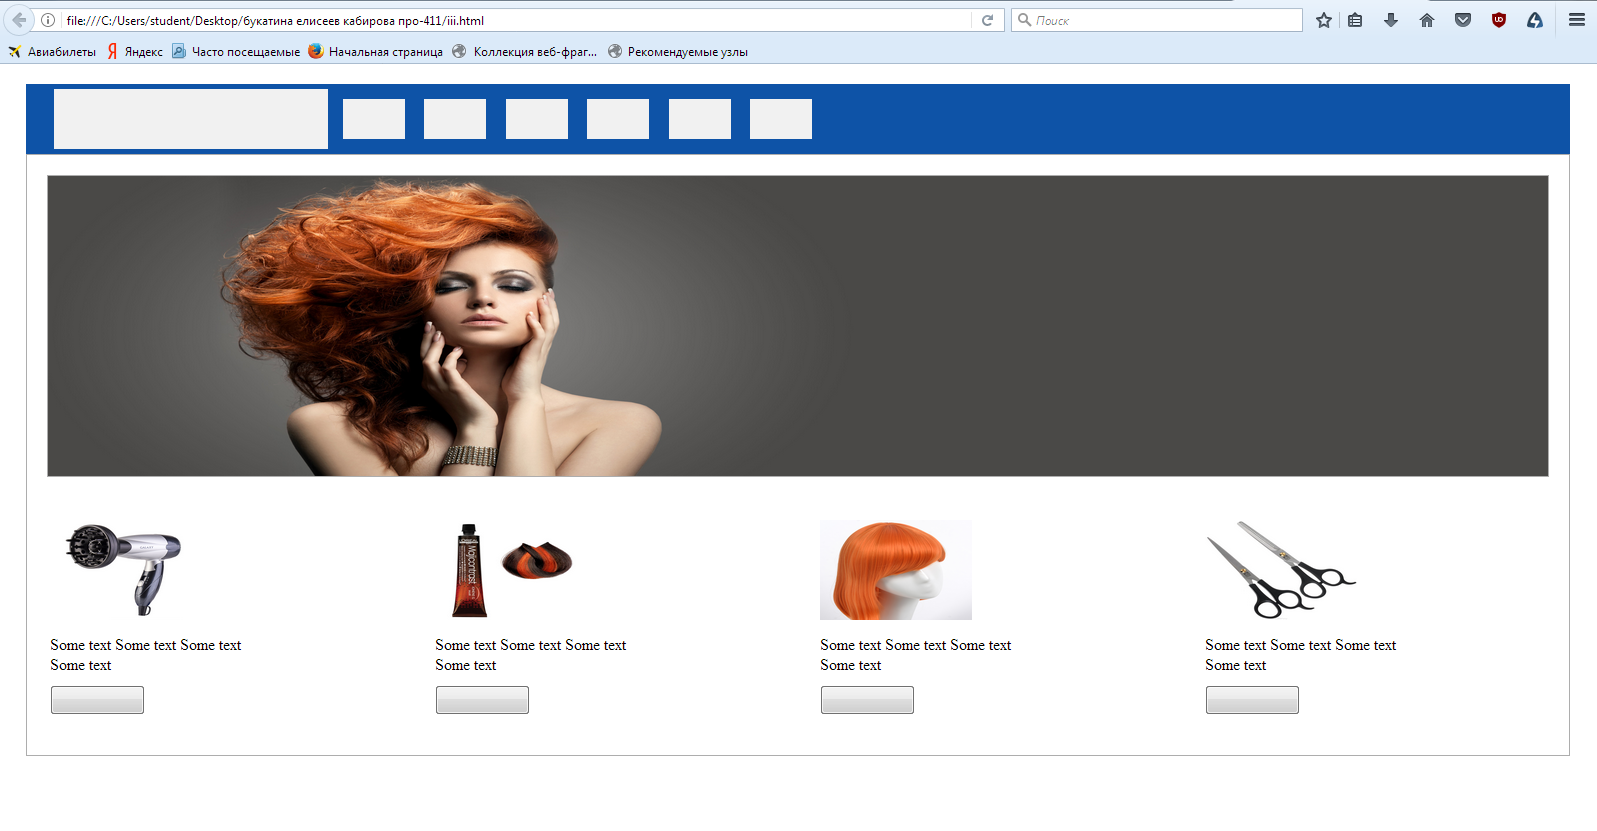 file:///C:/Users/student/Desktop/букатина елисеев кабирова про-411/iii.html
Поиск
Авиабилеты Яндекс Часто посещаемые Начальная страница Коллекция веб-фраг... Рекомендуемые узлы
Some text Some text Some text
Some text
Some text Some text Some text
Some text
Some text Some text Some text
Some text
Some text Some text Some text
Some text